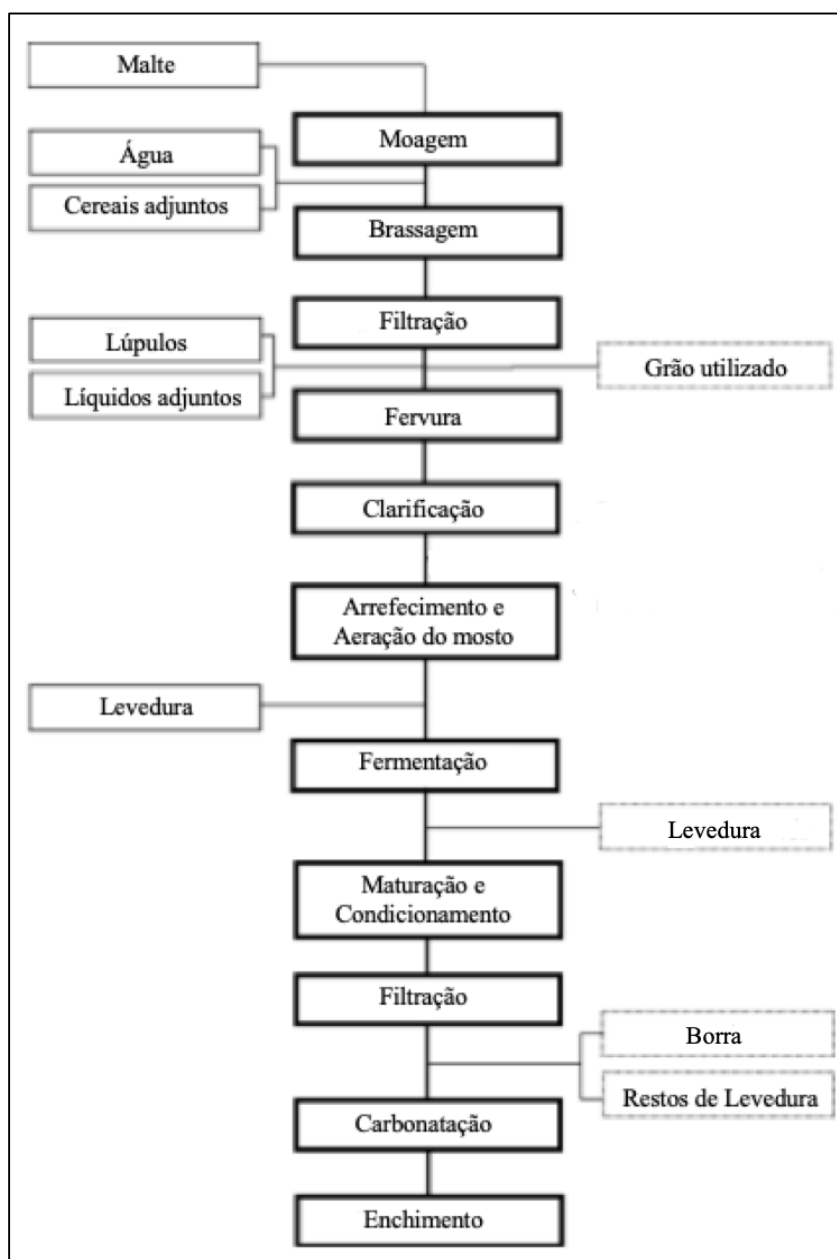 Malte
Moagem
Água
Cereais adjuntos
Brassagem
Filtração
Lúpulos
Líquidos adjuntos
Grão utilizado
Fervura
Clarificação
Arrefecimento e
Aeração do mosto
Levedura
Fermentação
Levedura
Maturação e
Condicionamento
Filtração
Borra
Restos de Levedura
Carbonatação
Enchimento